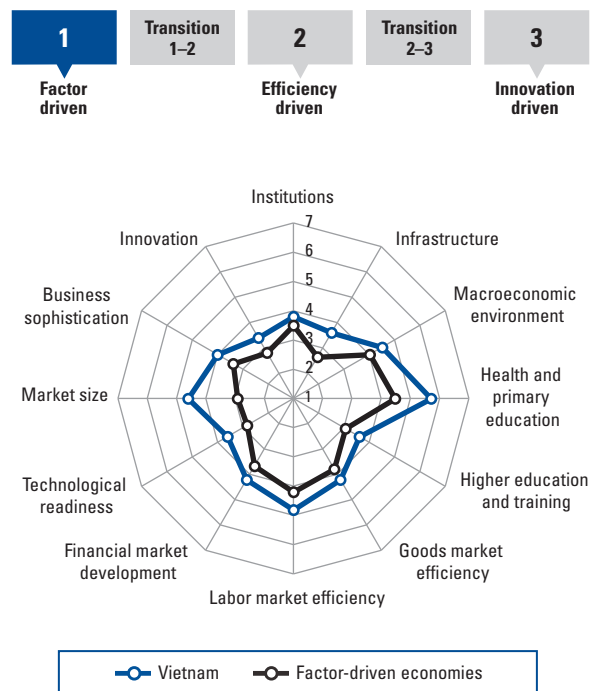 1
Transition
1–2
2
Transition
2–3
3
Factor
driven
Efficiency
driven
Innovation
driven
Institutions
7
6
5
4
3
2
1
Innovation
Infrastructure
Business
sophistication
Macroeconomic
environment
Market size
Health and
primary
education
Technological
readiness
Higher education
and training
Financial market
development
Goods market
efficiency
Labor market efficiency
Vietnam
Factor-driven economies